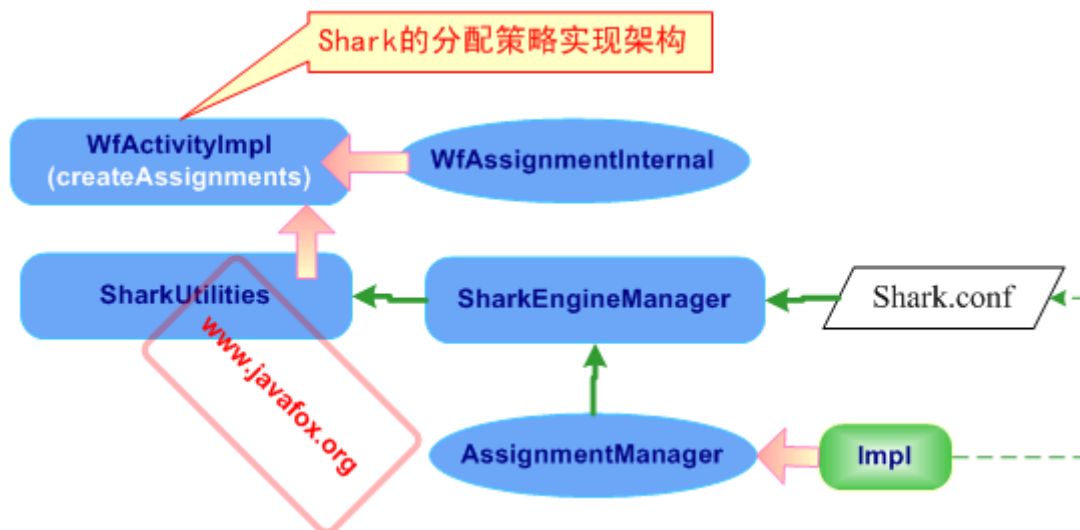 Shark的分配策略实现架构
WfActivityImpl
(createAssignments)
WfAssignmentInternal
SharkUtilities
SharkEngineManager
Shark.conf
www.javafox.org
AssignmentManager
Impl